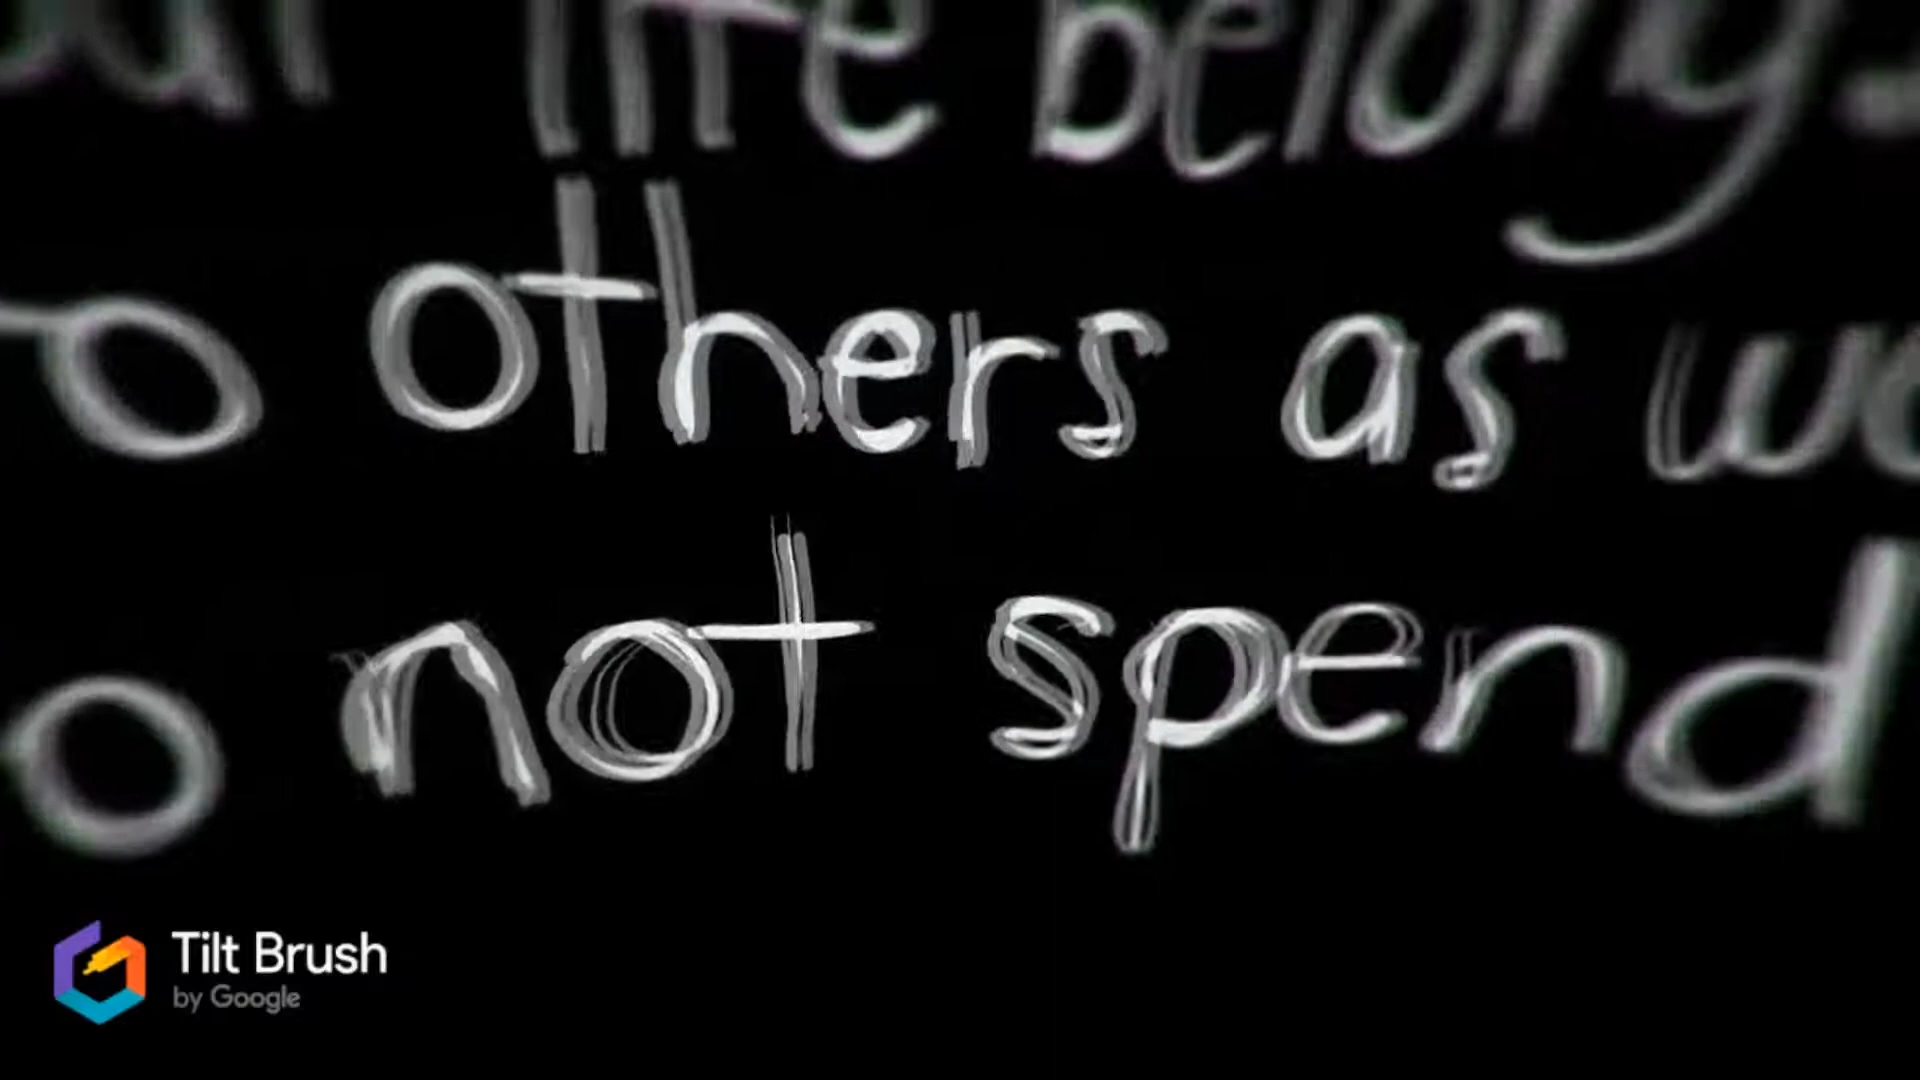 life belong
others as
not spend
Tilt Brush
by Google